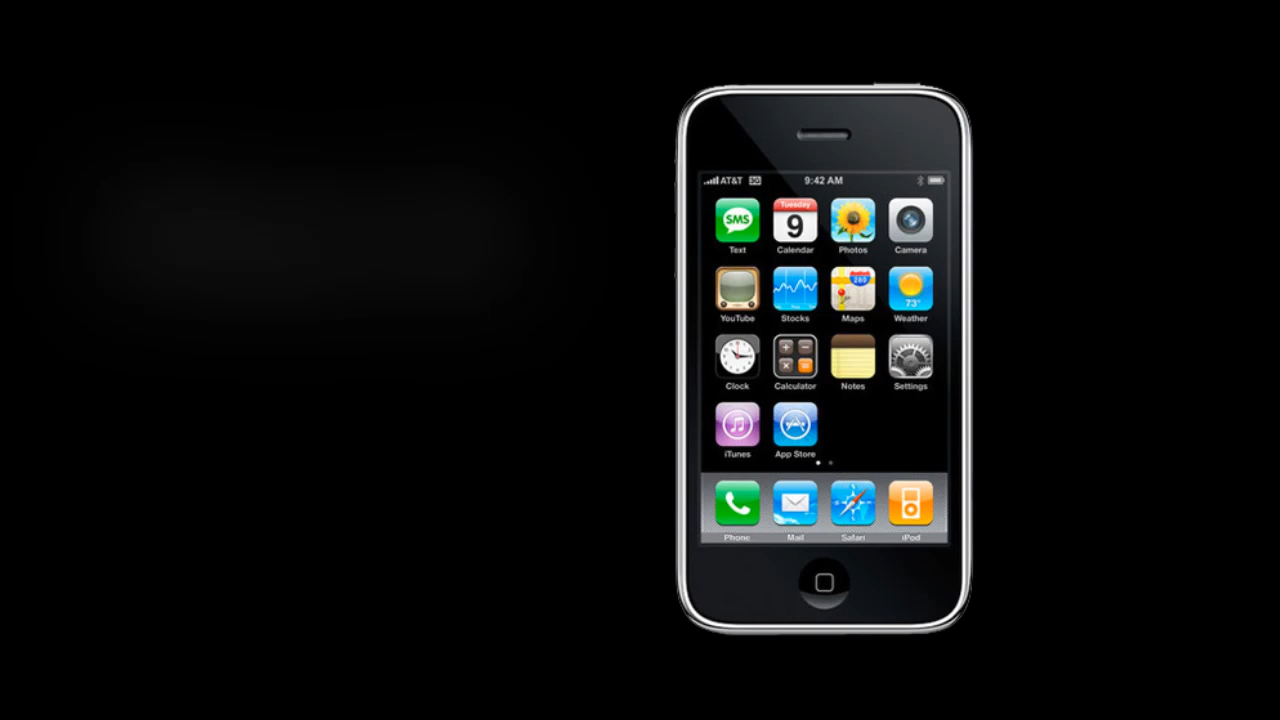 AT&T 3G 9:42 AM
SMS Tuesday 9 280 73°
Text Calendar Photos Camera
YouTube Stocks Maps Weather
Clock Calculator Notes Settings
iTunes App Store
Phone Mail Safari iPod